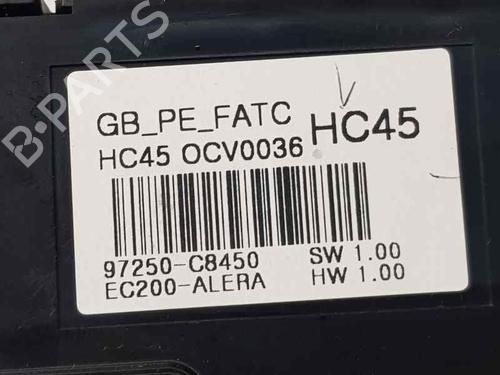 GB_PE_FATC
HC45 OCV0036 HC45
97250-C8450 SW 1.00
EC200-ALERA HW 1.00
B-PARTS